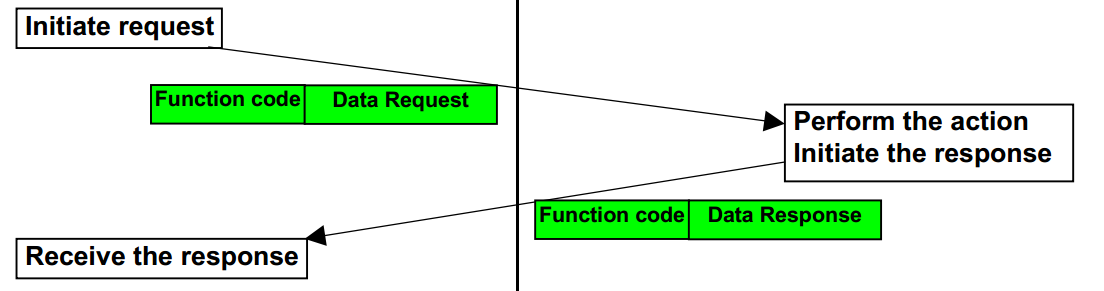 Initiate request
Function code Data Request
Perform the action
Initiate the response
Function code Data Response
Receive the response